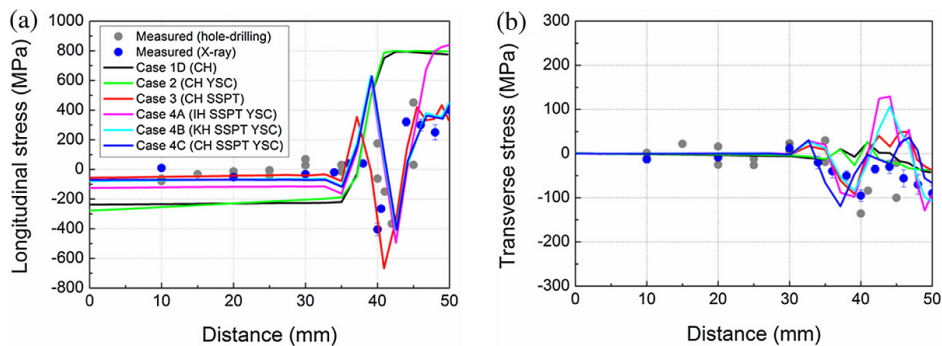 (a)
1000
800
600
400
200
0
-200
-400
-600
-800
Longitudinal stress (MPa)
Measured (hole-drilling)
Measured (X-ray)
Case 1D (CH)
Case 2 (CH YSC)
Case 3 (CH SSPT)
Case 4A (IH SSPT YSC)
Case 4B (KH SSPT YSC)
Case 4C (CH SSPT YSC)
0 10 20 30 40 50
Distance (mm)
(b)
300
200
100
0
-100
-200
-300
Transverse stress (MPa)
0 10 20 30 40 50
Distance (mm)